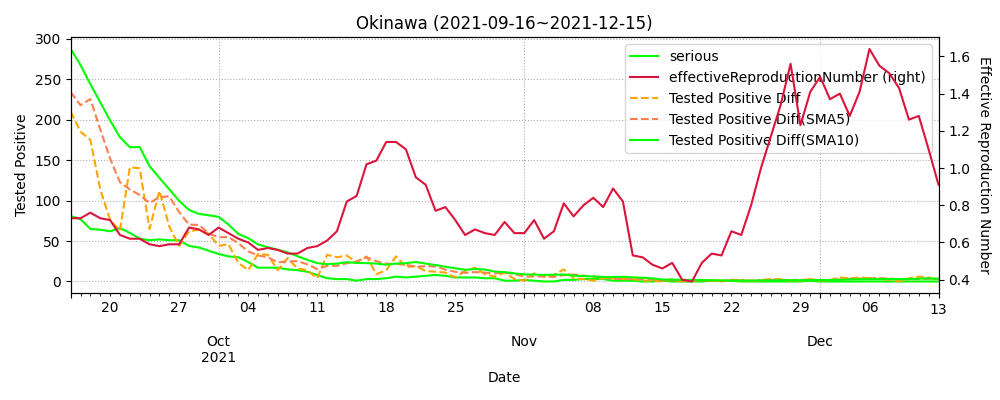 Okinawa (2021-09-16~2021-12-15)
300
250
200
150
100
50
0
Tested Positive
serious
effectiveReproductionNumber (right)
Tested Positive Diff
Tested Positive Diff(SMA5)
Tested Positive Diff(SMA10)
1.6
1.4
1.2
1.0
0.8
0.6
0.4
Effective Reproduction Number
20 27 04 11 18 25 08 15 22 29 06 13
Oct Nov Dec
2021
Date